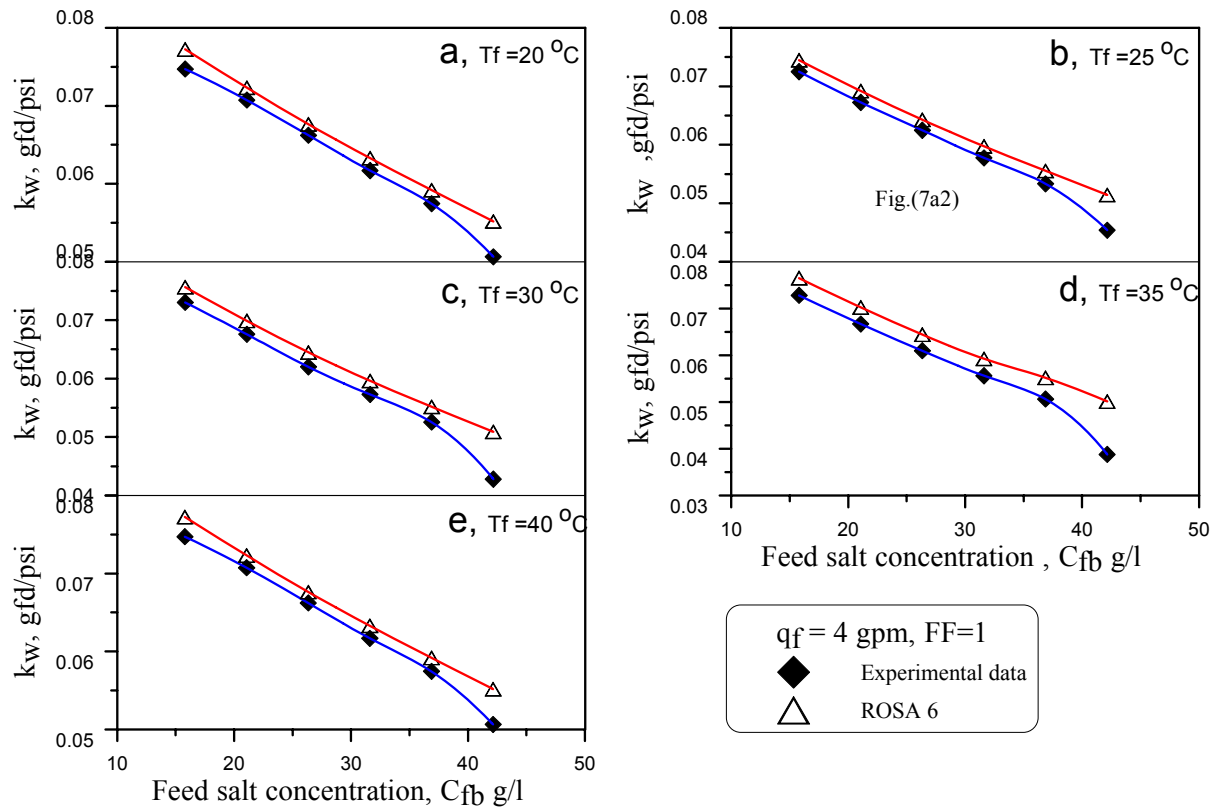 0.08
0.07
0.06
0.05
kw, gfd/psi
a, Tf =20 oC
0.08
0.07
0.06
0.05
0.04
kw ,gfd/psi
b, Tf =25 oC
Fig.(7a2)
0.08
0.07
0.06
0.05
0.04
kw, gfd/psi
c, Tf =30 oC
0.08
0.07
0.06
0.05
0.04
0.03
kw, gfd/psi
d, Tf =35 oC
10 20 30 40 50
Feed salt concentration , Cfb g/l
0.08
0.07
0.06
0.05
kw, gfd/psi
e, Tf =40 oC
10 20 30 40 50
Feed salt concentration, Cfb g/l
qf = 4 gpm, FF=1
Experimental data
ROSA 6